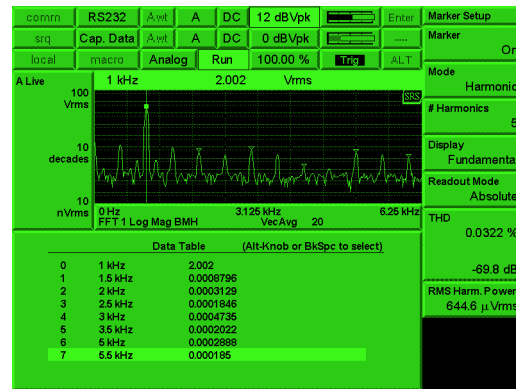 comm RS232 Awt A DC 12 dBVpk Enter
srq Cap. Data Awt A DC 0 dBVpk ....
local macro Analog Run 100.00 % Trig ALT
A Live
1 kHz 2.002 Vrms
SRS
100
Vrms
10
decades
10
nVrms
0 Hz 3.125 kHz 6.25 kHz
FFT 1 Log Mag BMH VecAvg 20
Data Table (Alt-Knob or BkSpc to select)
0 1 kHz 2.002
1 1.5 kHz 0.0008796
2 2 kHz 0.0003129
3 2.5 kHz 0.0001846
4 3 kHz 0.0004735
5 3.5 kHz 0.0002022
6 5 kHz 0.0002888
7 5.5 kHz 0.000185
Marker Setup
Marker
On
Mode
Harmonic
# Harmonics
5
Display
Fundamenta
Readout Mode
Absolute
THD
0.0322 %
-69.8 dB
RMS Harm. Power
644.6 µVrms